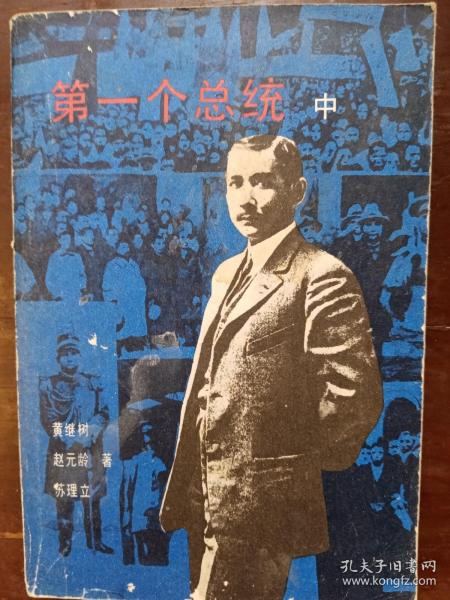 第一个总统 中
黄继树
赵元龄 著
苏理立
孔夫子旧书网
www.kongfz.com